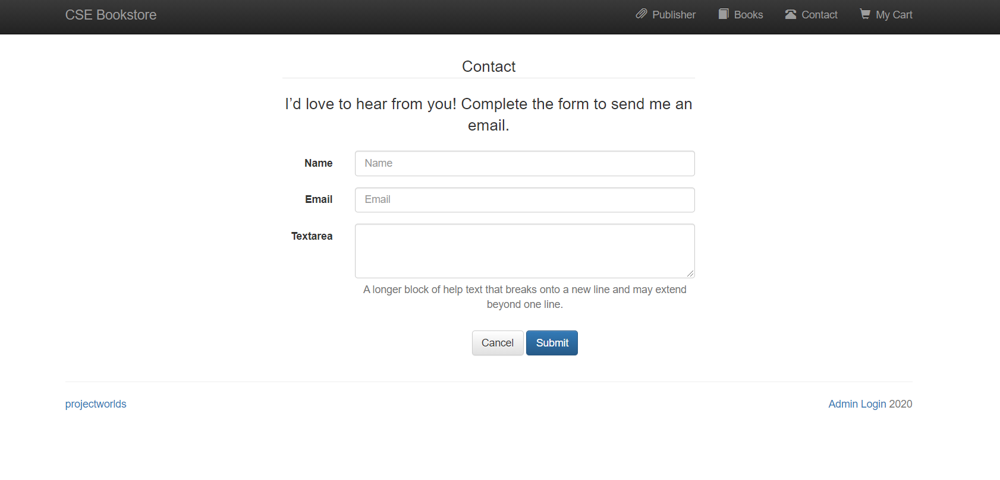 CSE Bookstore
Publisher
Books
Contact
My Cart
Contact
I’d love to hear from you! Complete the form to send me an
email.
Name
Name
Email
Email
Textarea
A longer block of help text that breaks onto a new line and may extend
beyond one line.
Cancel
Submit
projectworlds
Admin Login 2020